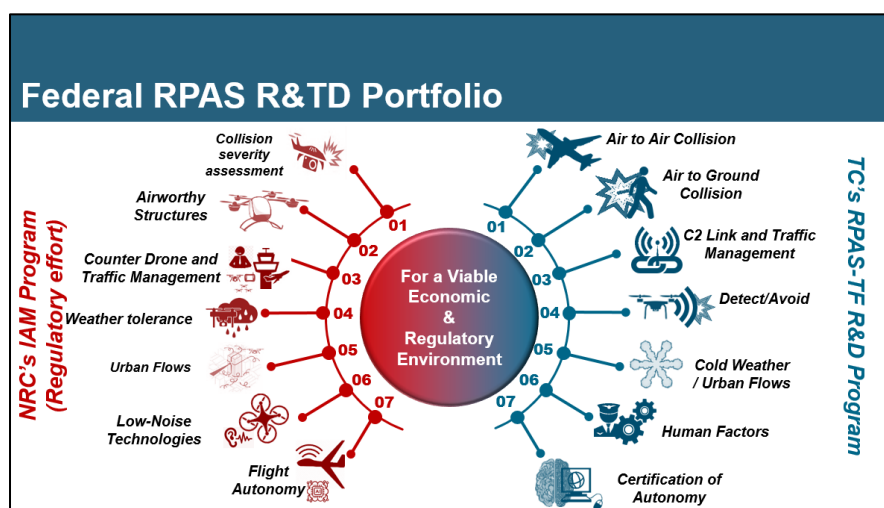 Federal RPAS R&TD Portfolio
NRC's IAM Program
(Regulatory effort)
Collision
severity
assessment
01
Airworthy
Structures
02
Counter Drone and
Traffic Management
03
Weather tolerance
04
Urban Flows
05
Low-Noise
Technologies
06
Flight
Autonomy
07
For a Viable
Economic
&
Regulatory
Environment
Air to Air Collision
01
Air to Ground
Collision
02
C2 Link and Traffic
Management
03
Detect/Avoid
04
Cold Weather
/ Urban Flows
05
Human Factors
06
Certification of
Autonomy
07
TC's RPAS-TF R&D Program